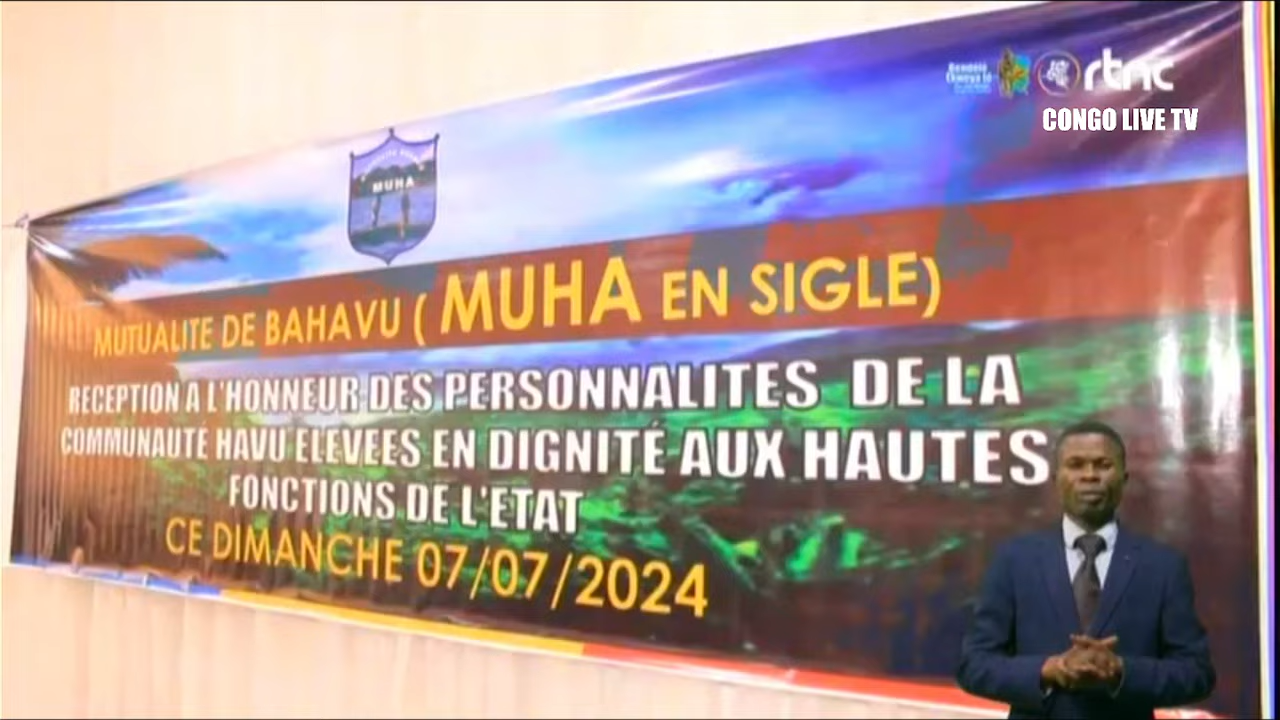 rtnc
CONGO LIVE TV
MUHA
MUTUALITE DE BAHAVU ( MUHA EN SIGLE)
RECEPTION A L'HONNEUR DES PERSONNALITES DE LA
COMMUNAUTÉ HAVU ELEVEES EN DIGNITÉ AUX HAUTES
FONCTIONS DE L'ETAT
CE DIMANCHE 07/07/2024